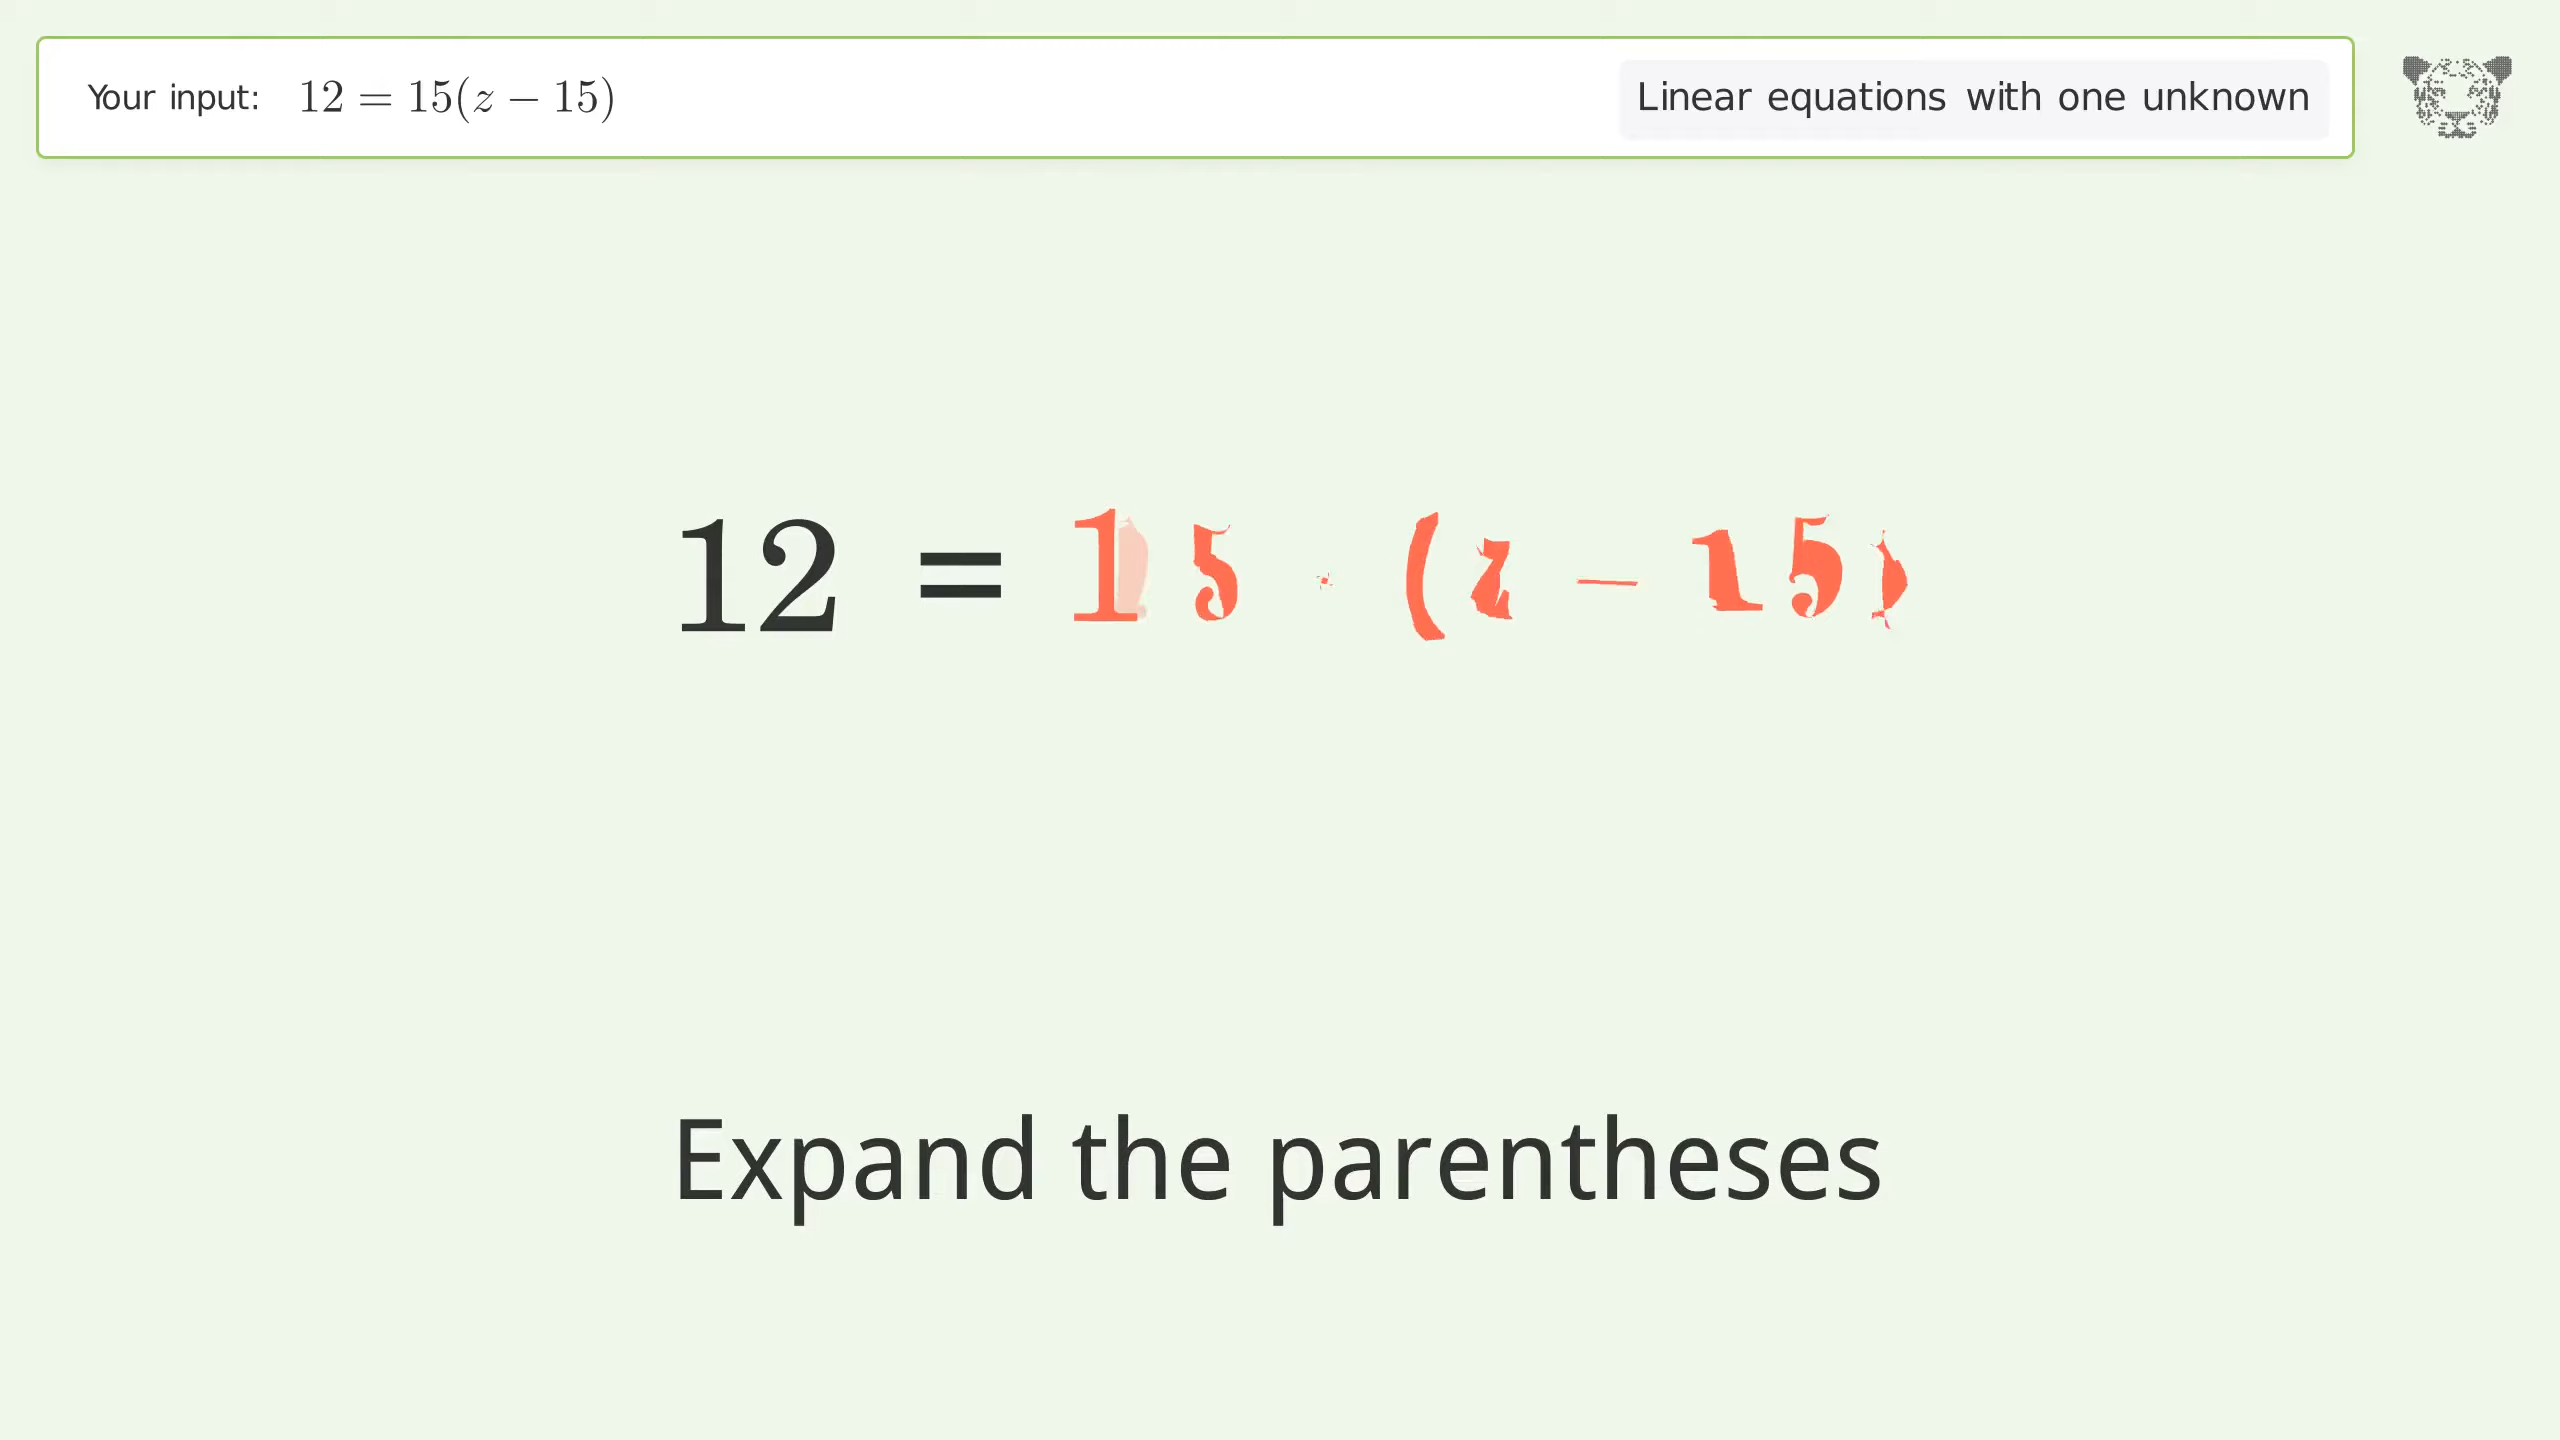 Your input: 12 = 15(z − 15)
Linear equations with one unknown
12 = 15 · (z − 15)
Expand the parentheses